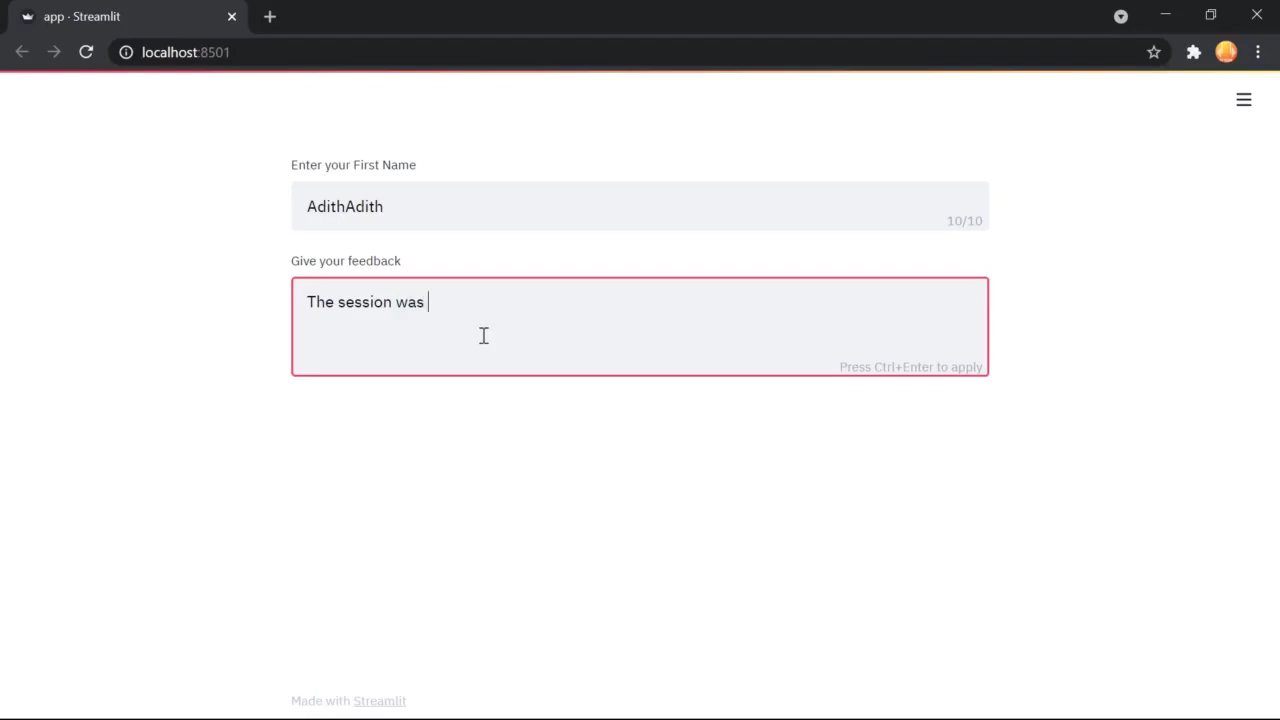 app · Streamlit
localhost:8501
Enter your First Name
AdithAdith
10/10
Give your feedback
The session was
Press Ctrl+Enter to apply
Made with Streamlit